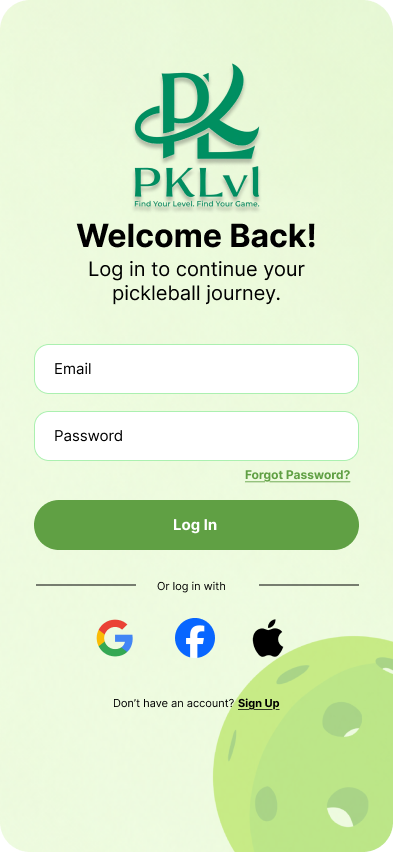 PL
PKLvl
Find Your Level. Find Your Game.
Welcome Back!
Log in to continue your
pickleball journey.
Email
Password
Forgot Password?
Log In
Or log in with
Don’t have an account? Sign Up